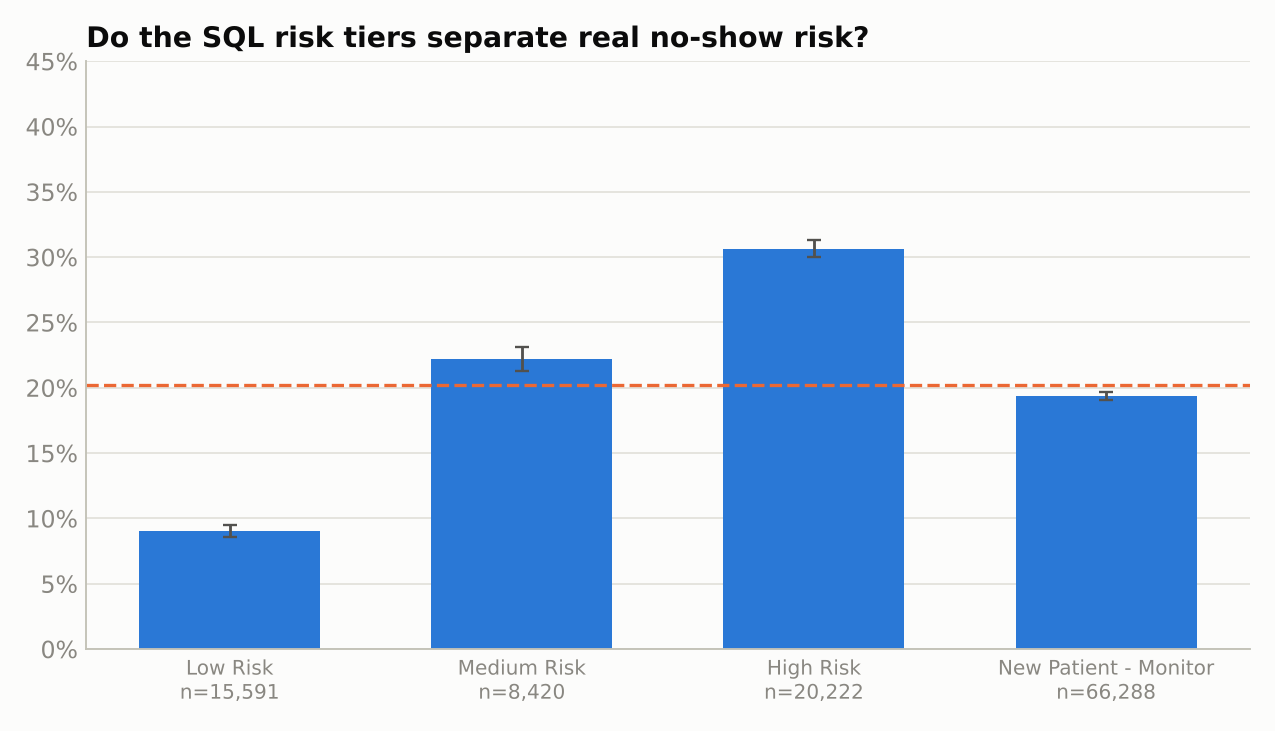 Do the SQL risk tiers separate real no-show risk?
45%
40%
35%
30%
25%
20%
15%
10%
5%
0%
Low Risk
n=15,591
Medium Risk
n=8,420
High Risk
n=20,222
New Patient - Monitor
n=66,288